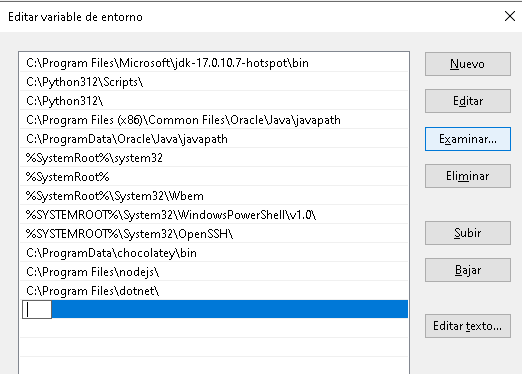 Editar variable de entorno
C:\Program Files\Microsoft\jdk-17.0.10.7-hotspot\bin
C:\Python312\Scripts\
C:\Python312\
C:\Program Files (x86)\Common Files\Oracle\Java\javapath
C:\ProgramData\Oracle\Java\javapath
%SystemRoot%\system32
%SystemRoot%
%SystemRoot%\System32\Wbem
%SYSTEMROOT%\System32\WindowsPowerShell\v1.0\
%SYSTEMROOT%\System32\OpenSSH\
C:\ProgramData\chocolatey\bin
C:\Program Files\nodejs\
C:\Program Files\dotnet\
Nuevo
Editar
Examinar...
Eliminar
Subir
Bajar
Editar texto...